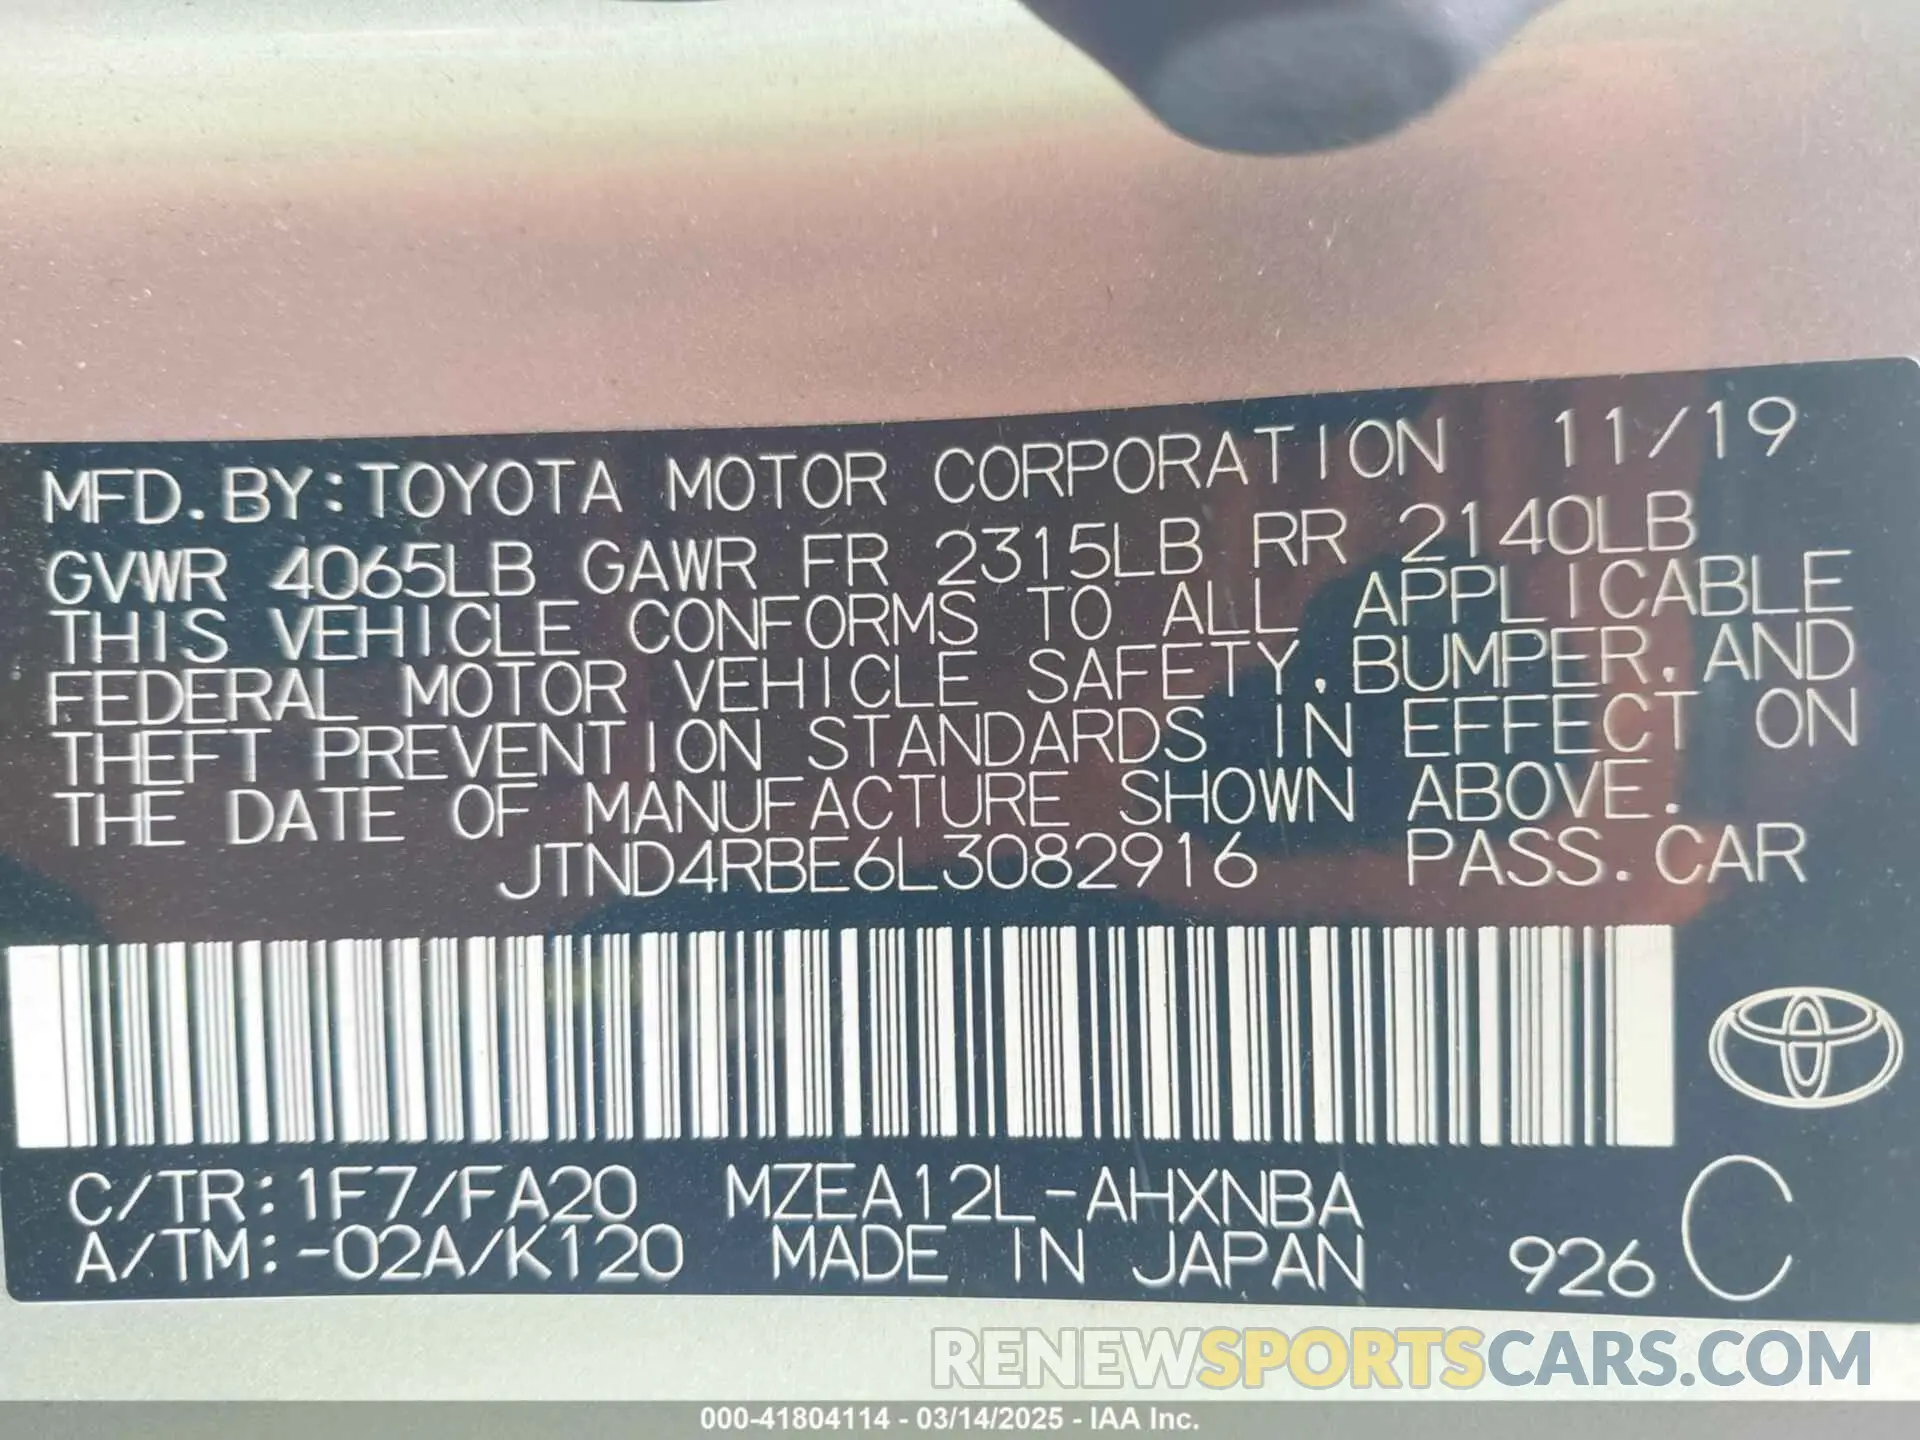 MFD. BY: TOYOTA MOTOR CORPORATION 11/19
GVWR 4065LB GAWR FR 2315LB RR 2140LB
THIS VEHICLE CONFORMS TO ALL APPLICABLE
FEDERAL MOTOR VEHICLE SAFETY, BUMPER, AND
THEFT PREVENTION STANDARDS IN EFFECT ON
THE DATE OF MANUFACTURE SHOWN ABOVE.
JTND4RBE6L3082916 PASS. CAR
C/TR: 1F7/FA20 MZEA12L-AHXNBA
A/TM: -02A/K120 MADE IN JAPAN 926 C
RENEWSPORTSCARS.COM
000-41804114 - 03/14/2025 - IAA Inc.